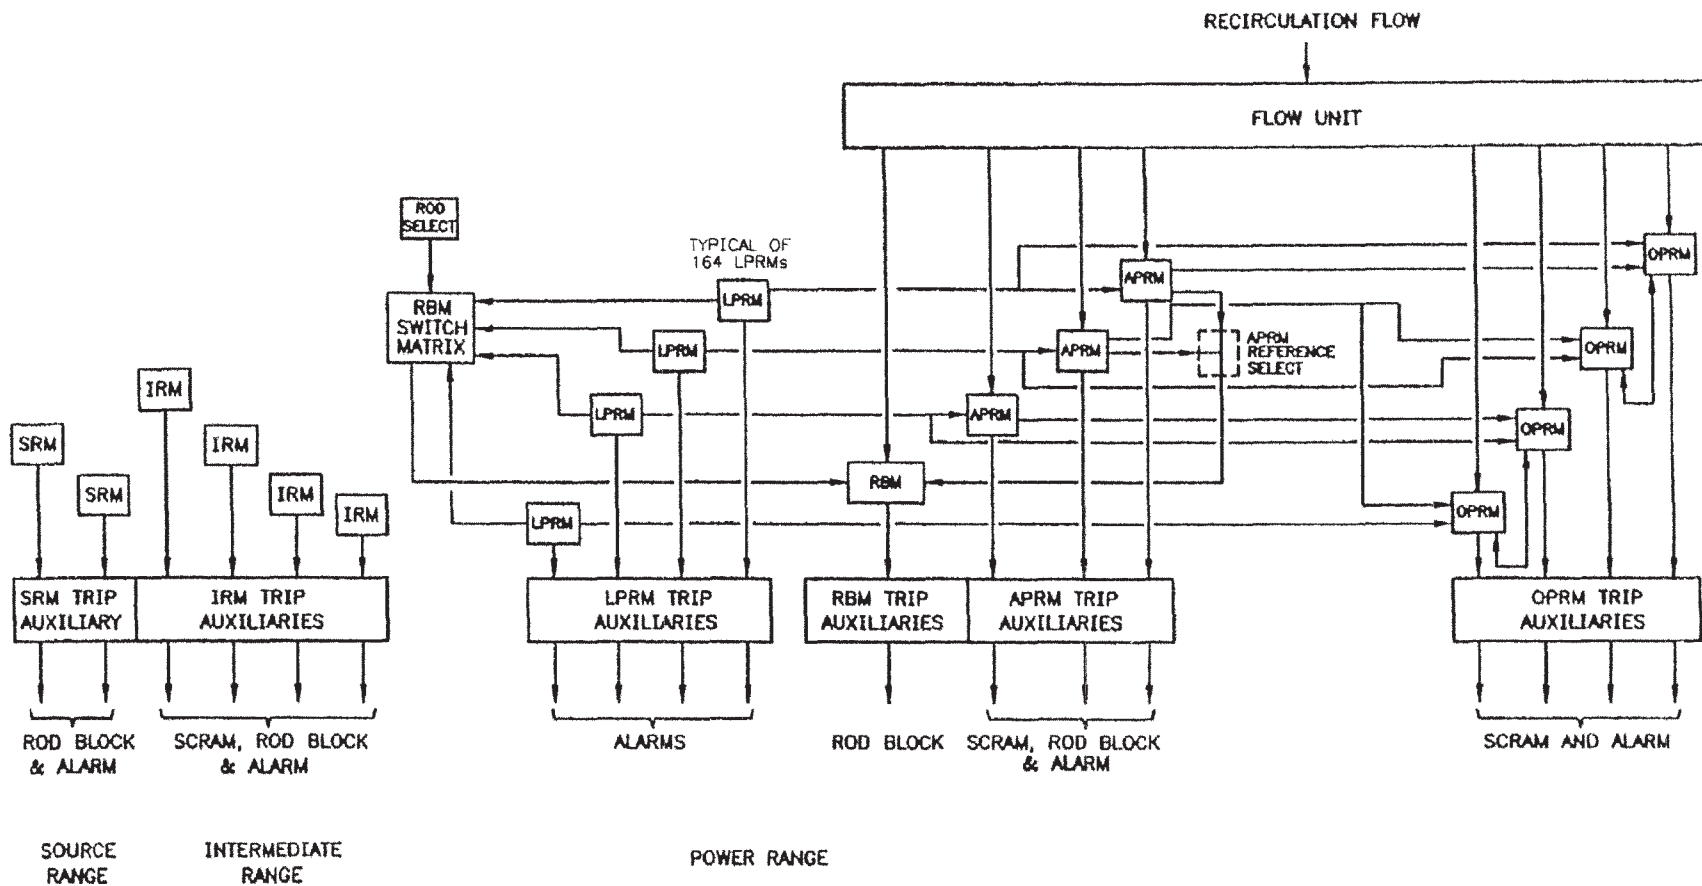 RECIRCULATION FLOW
FLOW UNIT
ROD
SELECT
TYPICAL OF
164 LPRMs
OPRM
APRM
LPRM
RBM
SWITCH
MATRIX
LPRM
APRM
APRM
REFERENCE
SELECT
OPRM
IRM
LPRM
APRM
OPRM
SRM
IRM
RBM
SRM
IRM
IRM
LPRM
OPRM
SRM TRIP
AUXILIARY
IRM TRIP
AUXILIARIES
LPRM TRIP
AUXILIARIES
RBM TRIP
AUXILIARIES
APRM TRIP
AUXILIARIES
OPRM TRIP
AUXILIARIES
ROD BLOCK
& ALARM
SCRAM, ROD BLOCK
& ALARM
ALARMS
ROD BLOCK
SCRAM, ROD BLOCK
& ALARM
SCRAM AND ALARM
SOURCE
RANGE
INTERMEDIATE
RANGE
POWER RANGE